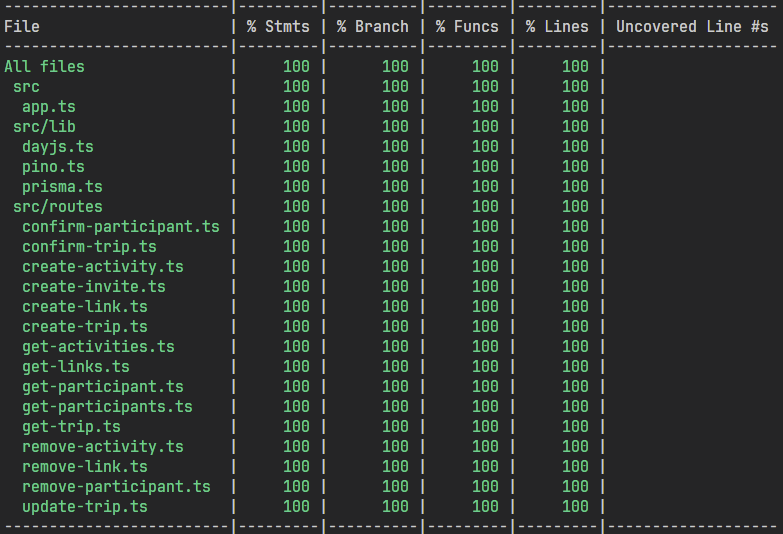 --------------------------|---------|----------|---------|---------|-------------------
File                      | % Stmts | % Branch | % Funcs | % Lines | Uncovered Line #s
--------------------------|---------|----------|---------|---------|-------------------
All files                 |     100 |      100 |     100 |     100 |
 src                      |     100 |      100 |     100 |     100 |
  app.ts                  |     100 |      100 |     100 |     100 |
 src/lib                  |     100 |      100 |     100 |     100 |
  dayjs.ts                |     100 |      100 |     100 |     100 |
  pino.ts                 |     100 |      100 |     100 |     100 |
  prisma.ts               |     100 |      100 |     100 |     100 |
 src/routes               |     100 |      100 |     100 |     100 |
  confirm-participant.ts  |     100 |      100 |     100 |     100 |
  confirm-trip.ts         |     100 |      100 |     100 |     100 |
  create-activity.ts      |     100 |      100 |     100 |     100 |
  create-invite.ts        |     100 |      100 |     100 |     100 |
  create-link.ts          |     100 |      100 |     100 |     100 |
  create-trip.ts          |     100 |      100 |     100 |     100 |
  get-activities.ts       |     100 |      100 |     100 |     100 |
  get-links.ts            |     100 |      100 |     100 |     100 |
  get-participant.ts      |     100 |      100 |     100 |     100 |
  get-participants.ts     |     100 |      100 |     100 |     100 |
  get-trip.ts             |     100 |      100 |     100 |     100 |
  remove-activity.ts      |     100 |      100 |     100 |     100 |
  remove-link.ts          |     100 |      100 |     100 |     100 |
  remove-participant.ts   |     100 |      100 |     100 |     100 |
  update-trip.ts          |     100 |      100 |     100 |     100 |
--------------------------|---------|----------|---------|---------|-------------------